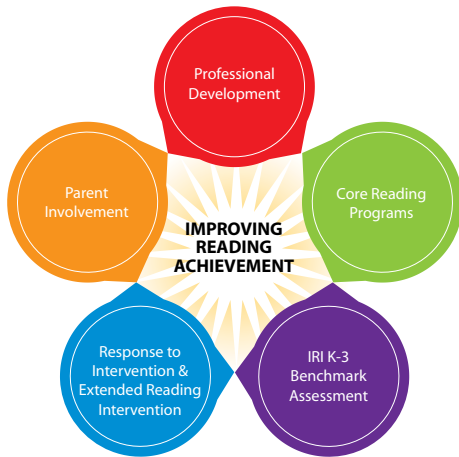 Professional
Development
Parent
Involvement
Core Reading
Programs
IMPROVING
READING
ACHIEVEMENT
Response to
Intervention &
Extended Reading
Intervention
IRI K-3
Benchmark
Assessment